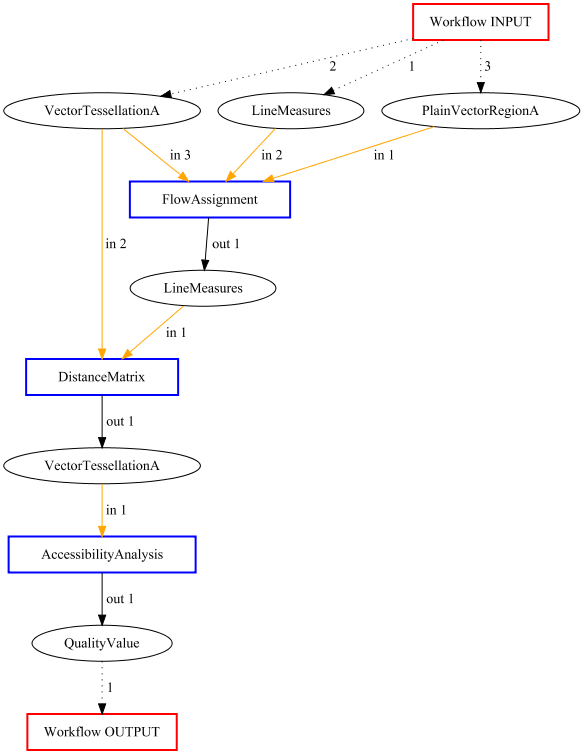 Workflow INPUT
2
1
3
VectorTessellationA
LineMeasures
PlainVectorRegionA
in 3
in 2
in 1
FlowAssignment
in 2
out 1
LineMeasures
in 1
DistanceMatrix
out 1
VectorTessellationA
in 1
AccessibilityAnalysis
out 1
QualityValue
1
Workflow OUTPUT